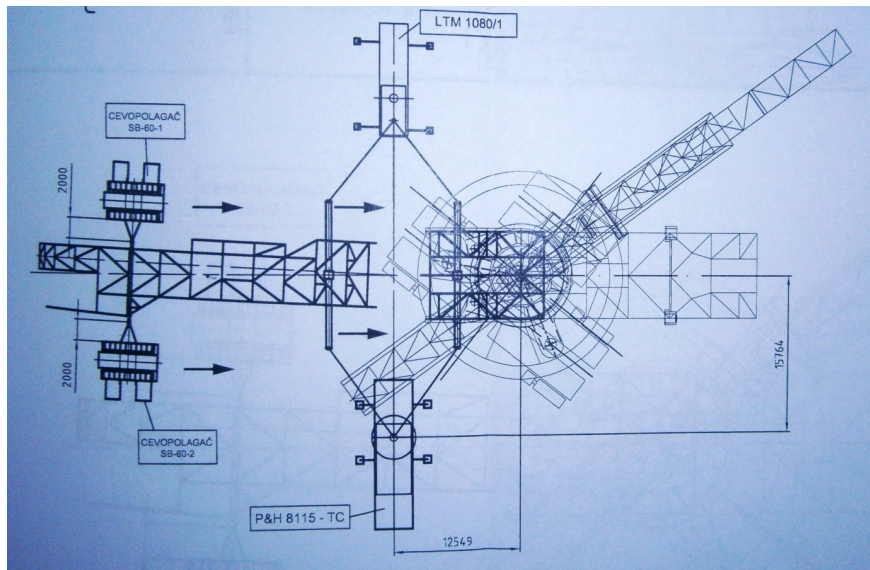 LTM 1080/1
CEVOPOLAGAČ
SB-60-1
2000
2000
15764
CEVOPOLAGAČ
SB-60-2
P&H 8115 - TC
12549